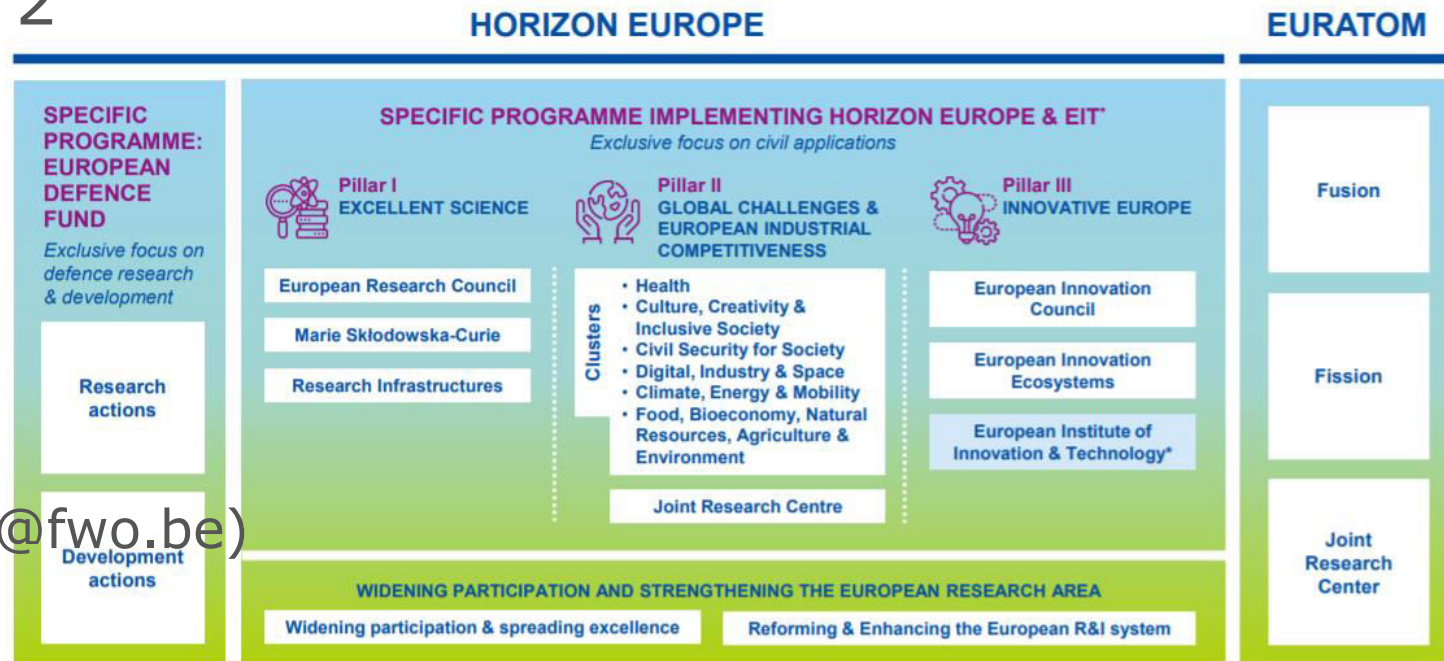 2
HORIZON EUROPE
EURATOM
SPECIFIC
PROGRAMME:
EUROPEAN
DEFENCE
FUND
Exclusive focus on
defence research
& development
Research
actions
@fwo.be)
Development
actions
SPECIFIC PROGRAMME IMPLEMENTING HORIZON EUROPE & EIT*
Exclusive focus on civil applications
Pillar I
EXCELLENT SCIENCE
European Research Council
Marie Skłodowska-Curie
Research Infrastructures
Pillar II
GLOBAL CHALLENGES &
EUROPEAN INDUSTRIAL
COMPETITIVENESS
Clusters
• Health
• Culture, Creativity &
Inclusive Society
• Civil Security for Society
• Digital, Industry & Space
• Climate, Energy & Mobility
• Food, Bioeconomy, Natural
Resources, Agriculture &
Environment
Joint Research Centre
Pillar III
INNOVATIVE EUROPE
European Innovation
Council
European Innovation
Ecosystems
European Institute of
Innovation & Technology*
WIDENING PARTICIPATION AND STRENGTHENING THE EUROPEAN RESEARCH AREA
Widening participation & spreading excellence
Reforming & Enhancing the European R&I system
Fusion
Fission
Joint
Research
Center